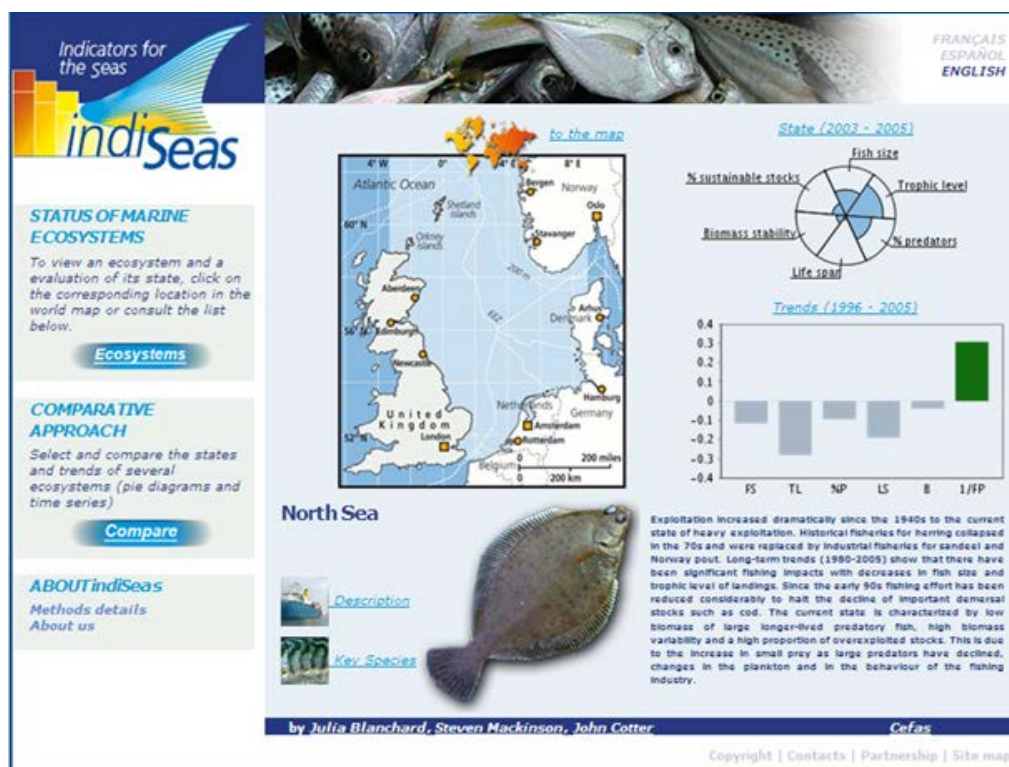 Indicators for
the seas
indiSeas
FRANÇAIS
ESPAÑOL
ENGLISH
STATUS OF MARINE
ECOSYSTEMS
To view an ecosystem and a
evaluation of its state, click on
the corresponding location in the
world map or consult the list
below.
Ecosystems
COMPARATIVE
APPROACH
Select and compare the states
and trends of several
ecosystems (pie diagrams and
time series)
Compare
ABOUT indiSeas
Methods details
About us
to the map
4° W 0° 4° E 8° E
Atlantic Ocean
Shetland
islands
Bergen
Norway
Oslo
60° N
Orkney
islands
Stavanger
200 m
Aberdeen
EEZ
Arhus
Denmark
56° N
Edinburgh
Newcastle
Hamburg
Netherlands
Germany
United
Kingdom
Amsterdam
52° N
London
Rotterdam
Belgium
0 200 miles
0 200 km
State (2003 - 2005)
Fish size
% sustainable stocks
Trophic level
Biomass stability
% predators
Life span
Trends (1996 - 2005)
0.4
0.3
0.2
0.1
0
-0.1
-0.2
-0.3
-0.4
FS TL %P LS B 1/FP
North Sea
Description
Key Species
Exploitation increased dramatically since the 1940s to the current
state of heavy exploitation. Historical fisheries for herring collapsed
in the 70s and were replaced by industrial fisheries for sandeel and
Norway pout. Long-term trends (1980-2005) show that there have
been significant fishing impacts with decreases in fish size and
trophic level of landings. Since the early 90s fishing effort has been
reduced considerably to halt the decline of important demersal
stocks such as cod. The current state is characterized by low
biomass of large longer-lived predatory fish, high biomass
variability and a high proportion of overexploited stocks. This is due
to the increase in small prey as large predators have declined,
changes in the plankton and in the behaviour of the fishing
industry.
by Julia Blanchard, Steven Mackinson, John Cotter
Cefas
Copyright | Contacts | Partnership | Site map